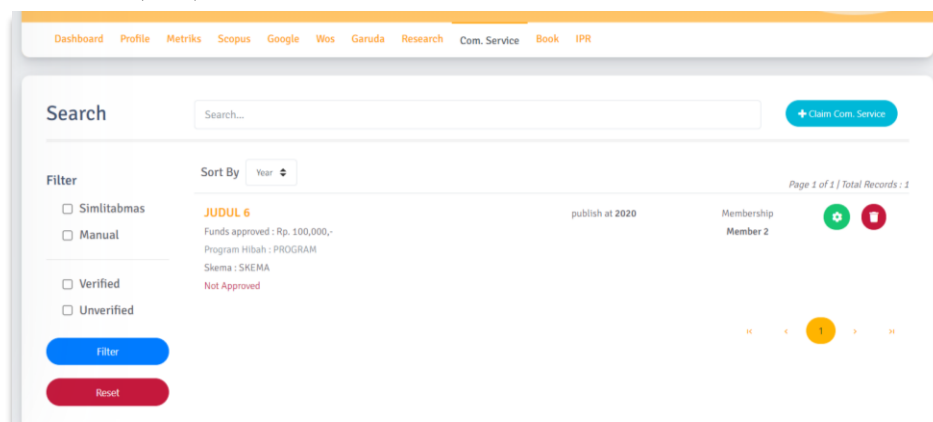 Dashboard Profile Metriks Scopus Google Wos Garuda Research Com. Service Book IPR
Search
Search...
+ Claim Com. Service
Sort By Year
Page 1 of 1 | Total Records : 1
Filter
Simlitabmas
Manual
Verified
Unverified
Filter
Reset
JUDUL 6
Funds approved : Rp. 100,000,-
Program Hibah : PROGRAM
Skema : SKEMA
Not Approved
publish at 2020
Membership
Member 2
1